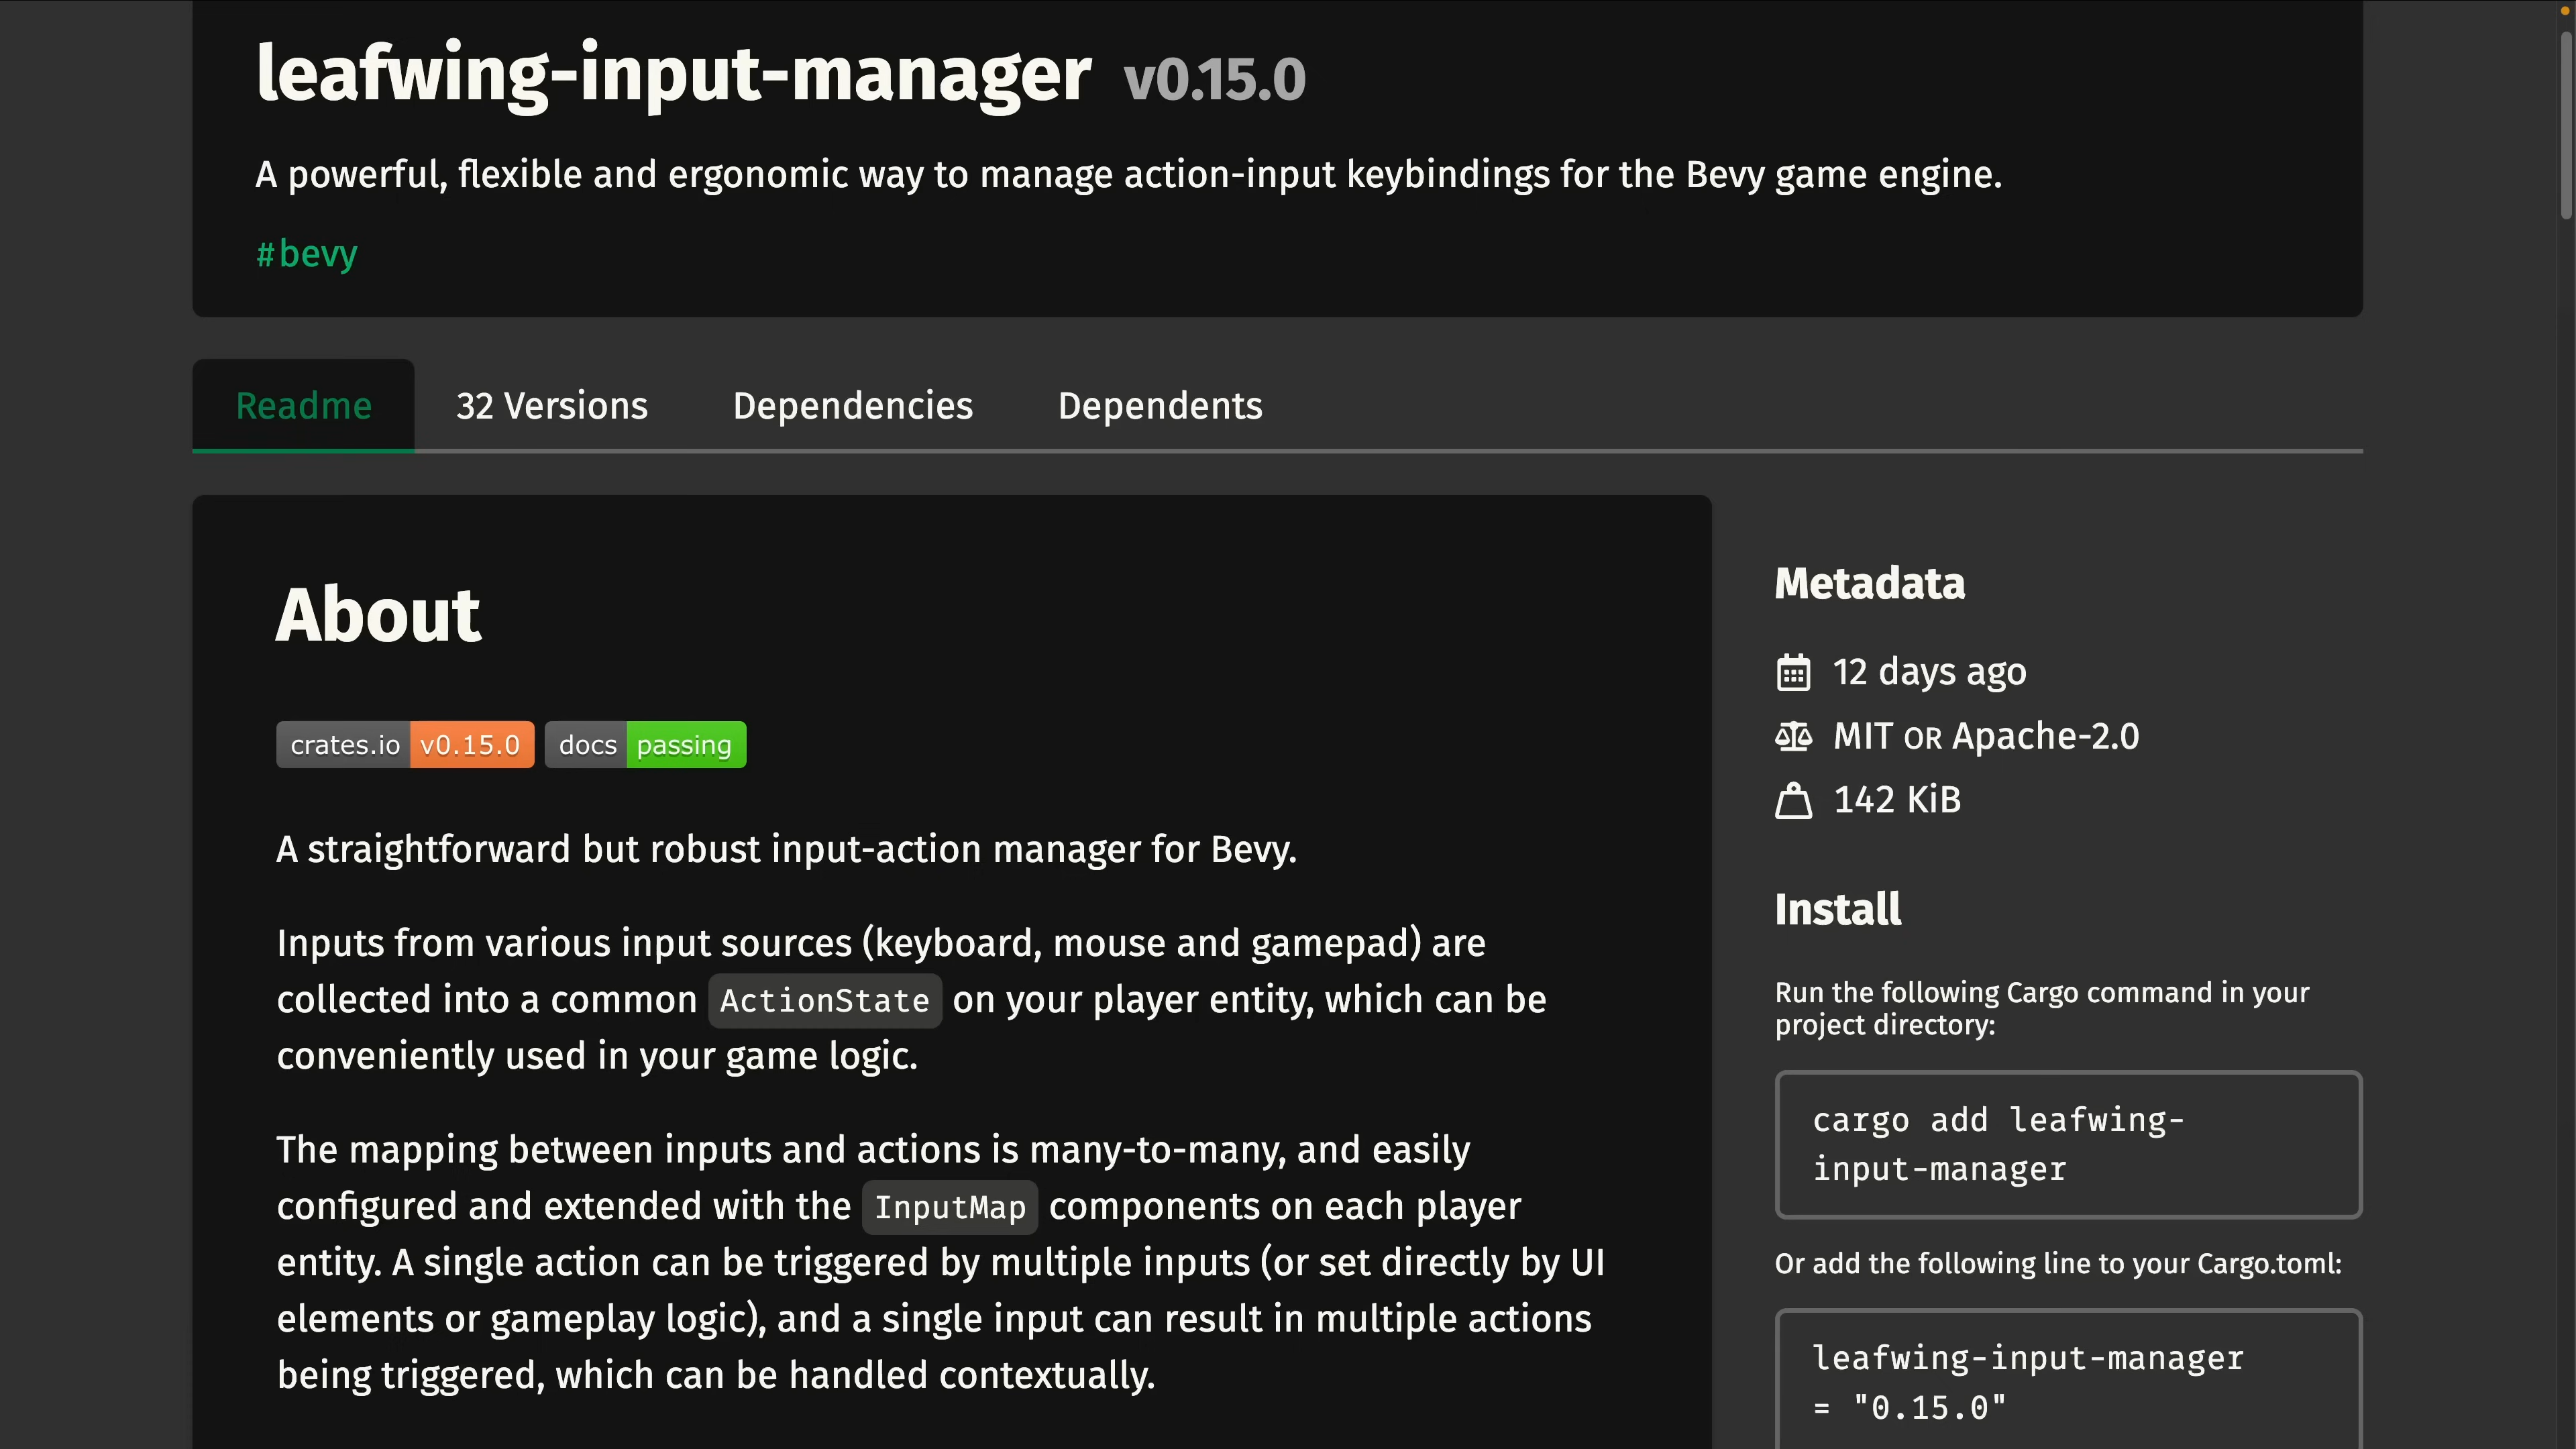 leafwing-input-manager v0.15.0
A powerful, flexible and ergonomic way to manage action-input keybindings for the Bevy game engine.
#bevy
Readme
32 Versions
Dependencies
Dependents
About
crates.io v0.15.0
docs passing
A straightforward but robust input-action manager for Bevy.
Inputs from various input sources (keyboard, mouse and gamepad) are
collected into a common ActionState on your player entity, which can be
conveniently used in your game logic.
The mapping between inputs and actions is many-to-many, and easily
configured and extended with the InputMap components on each player
entity. A single action can be triggered by multiple inputs (or set directly by UI
elements or gameplay logic), and a single input can result in multiple actions
being triggered, which can be handled contextually.
Metadata
12 days ago
MIT OR Apache-2.0
142 KiB
Install
Run the following Cargo command in your
project directory:
cargo add leafwing-
input-manager
Or add the following line to your Cargo.toml:
leafwing-input-manager
= "0.15.0"